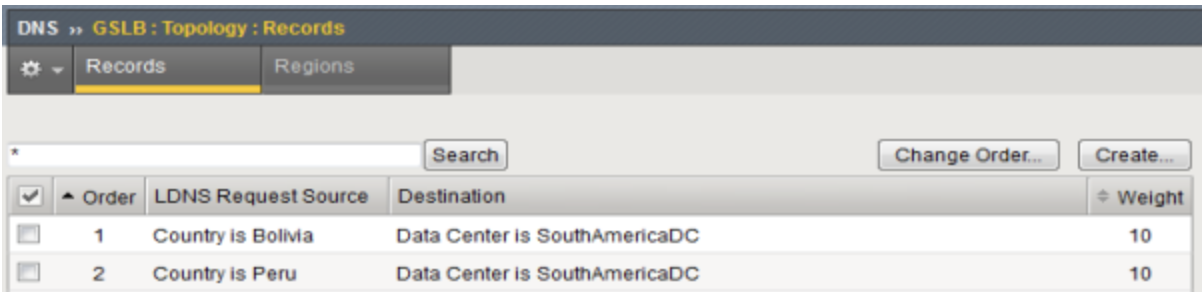 DNS ›› GSLB : Topology : Records
Records Regions
* Search Change Order... Create...
Order LDNS Request Source Destination Weight
1 Country is Bolivia Data Center is SouthAmericaDC 10
2 Country is Peru Data Center is SouthAmericaDC 10